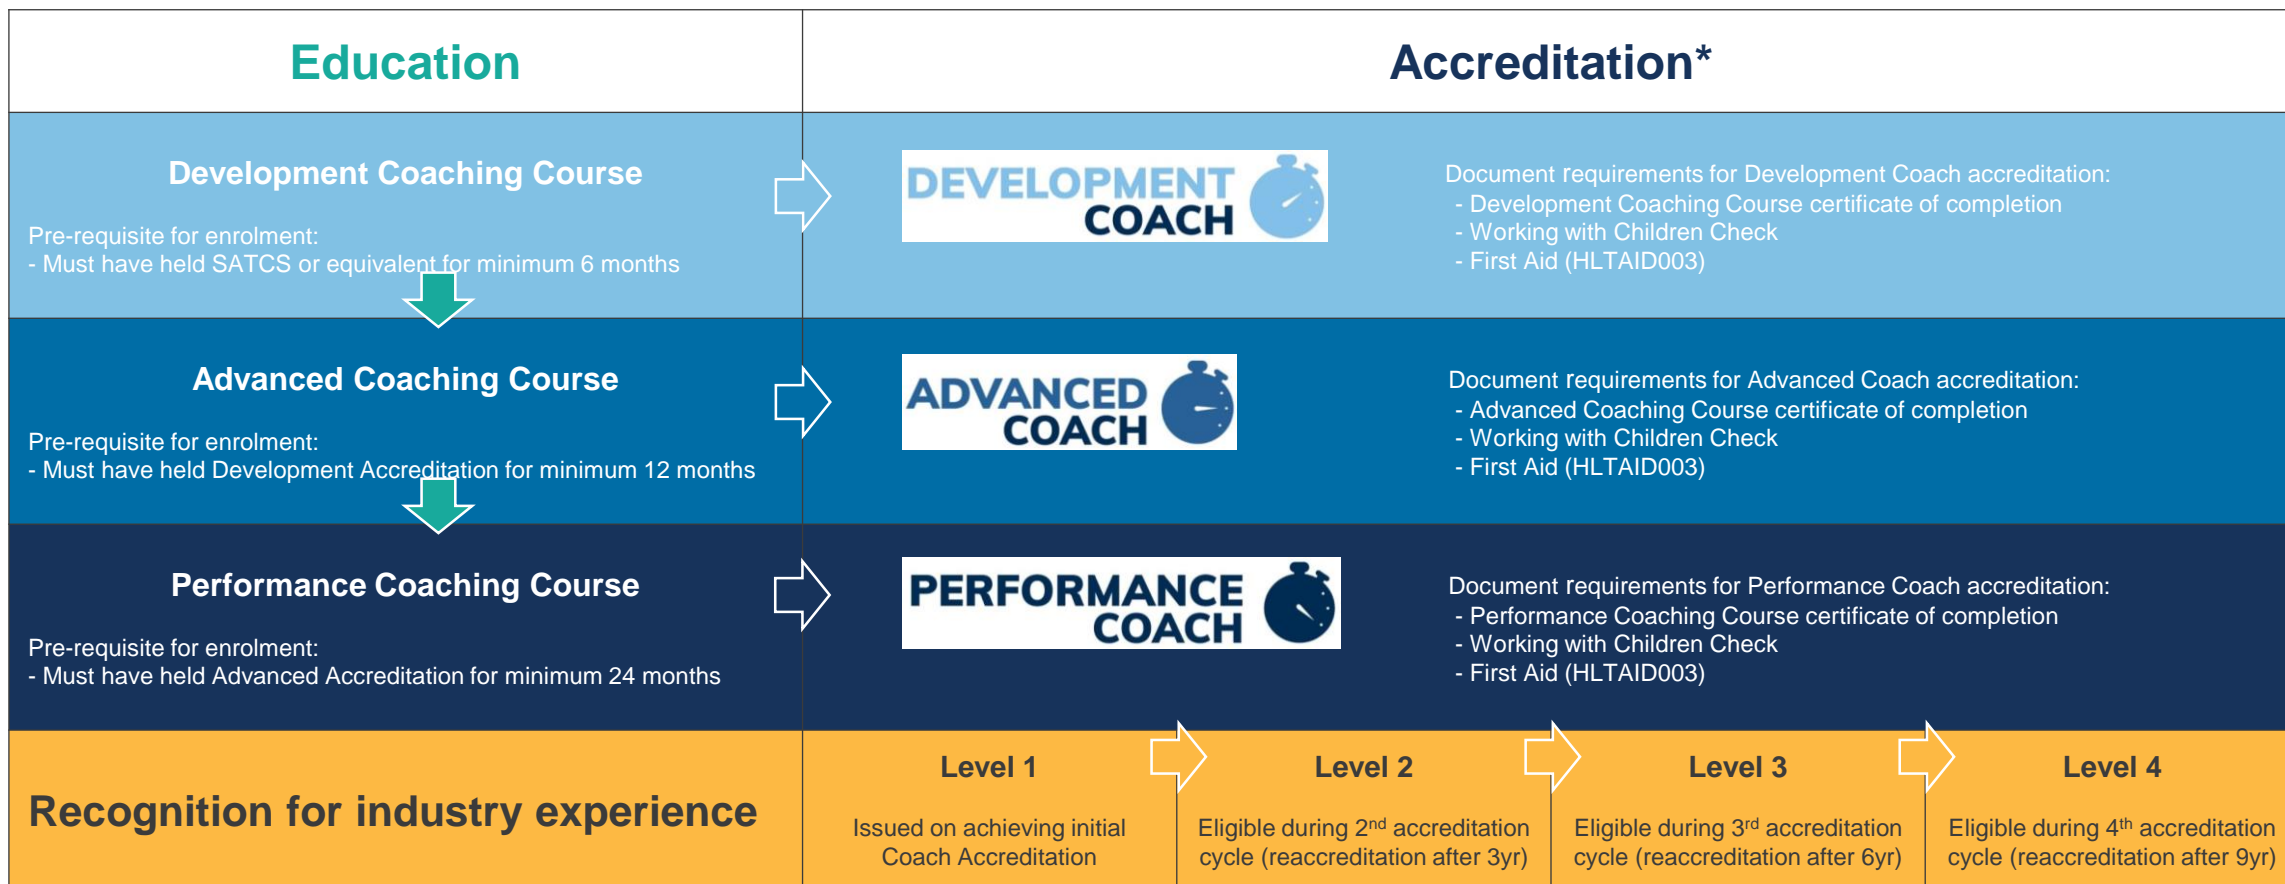 Education
Accreditation*
Development Coaching Course
Pre-requisite for enrolment:
- Must have held SATCS or equivalent for minimum 6 months
DEVELOPMENT
COACH
Document requirements for Development Coach accreditation:
- Development Coaching Course certificate of completion
- Working with Children Check
- First Aid (HLTAID003)
Advanced Coaching Course
Pre-requisite for enrolment:
- Must have held Development Accreditation for minimum 12 months
ADVANCED
COACH
Document requirements for Advanced Coach accreditation:
- Advanced Coaching Course certificate of completion
- Working with Children Check
- First Aid (HLTAID003)
Performance Coaching Course
Pre-requisite for enrolment:
- Must have held Advanced Accreditation for minimum 24 months
PERFORMANCE
COACH
Document requirements for Performance Coach accreditation:
- Performance Coaching Course certificate of completion
- Working with Children Check
- First Aid (HLTAID003)
Recognition for industry experience
Level 1
Issued on achieving initial
Coach Accreditation
Level 2
Eligible during 2nd accreditation
cycle (reaccreditation after 3yr)
Level 3
Eligible during 3rd accreditation
cycle (reaccreditation after 6yr)
Level 4
Eligible during 4th accreditation
cycle (reaccreditation after 9yr)